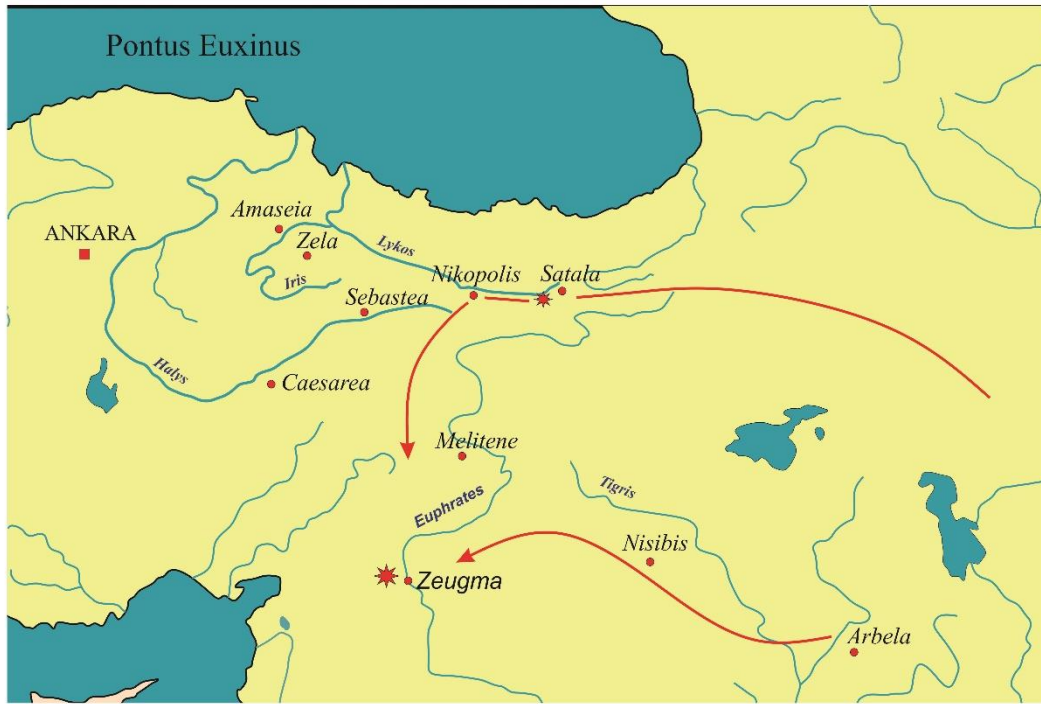 Pontus Euxinus
Amaseia
ANKARA
Zela
Lykos
Iris
Nikopolis
Satala
Sebastea
Halys
Caesarea
Melitene
Euphrates
Tigris
Nisibis
Zeugma
Arbela